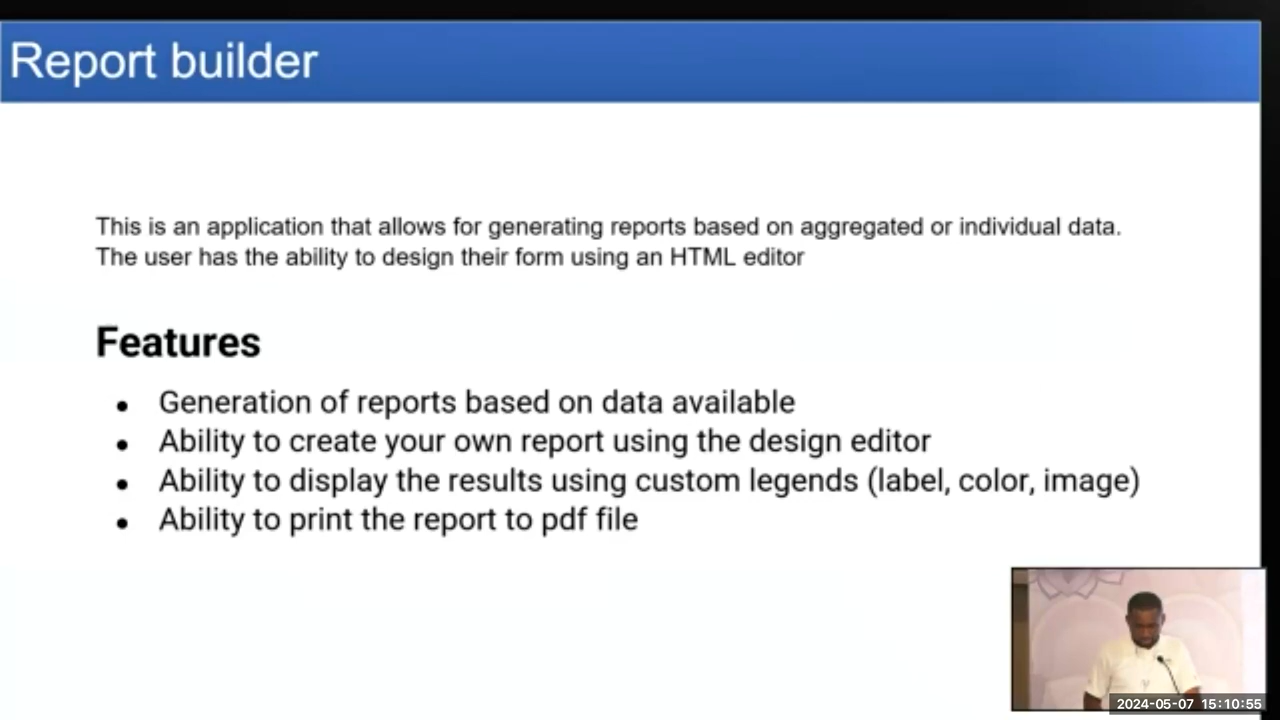 Report builder
This is an application that allows for generating reports based on aggregated or individual data.
The user has the ability to design their form using an HTML editor
Features
• Generation of reports based on data available
• Ability to create your own report using the design editor
• Ability to display the results using custom legends (label, color, image)
• Ability to print the report to pdf file
2024-05-07 15:10:55